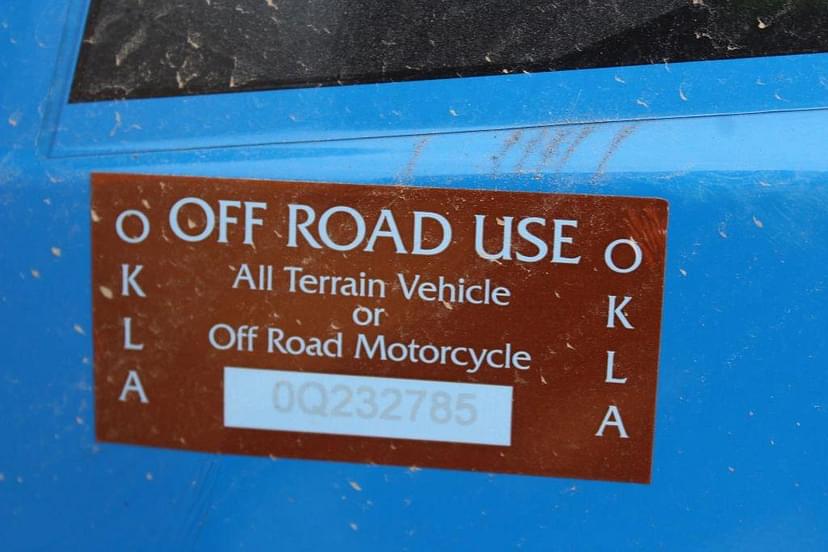 OFF ROAD USE
All Terrain Vehicle
or
Off Road Motorcycle
0Q232785
OKLA
OKLA